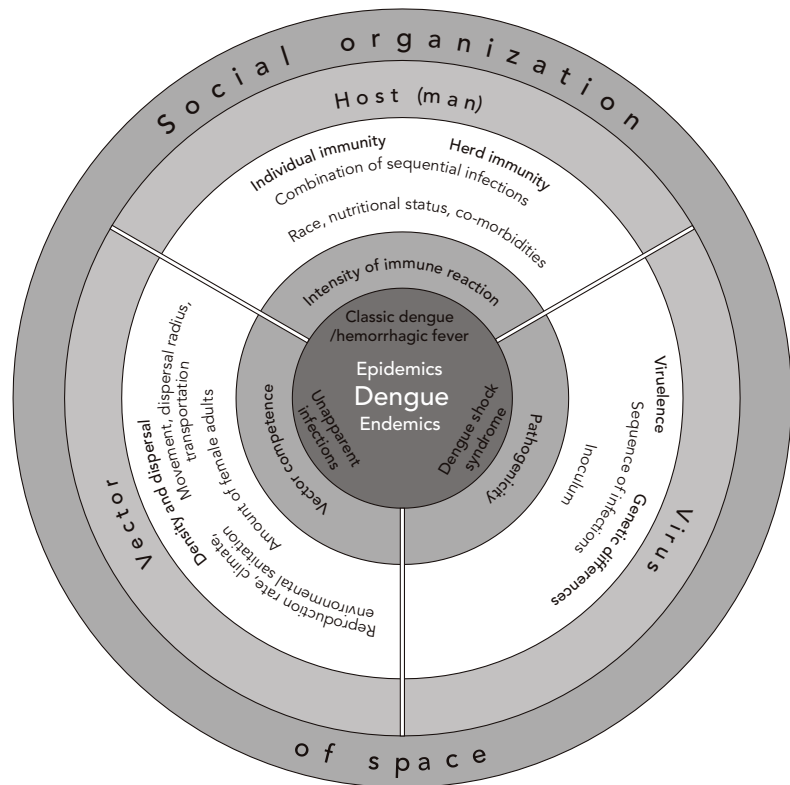 Social organization
Host (man)
Individual immunity
Herd immunity
Combination of sequential infections
Race, nutritional status, co-morbidities
Intensity of immune reaction
Classic dengue
/hemorrhagic fever
Epidemics
Dengue
Endemics
Unapparent
infections
Dengue shock
syndrome
Vector competence
Pathogenicity
Vector
Density and dispersal
Movement, dispersal radius,
transportation
Amount of female adults
Reproduction rate, climate,
environmental sanitation
Viruelence
Sequence of infections
Inoculum
Genetic differences
Virus
of space